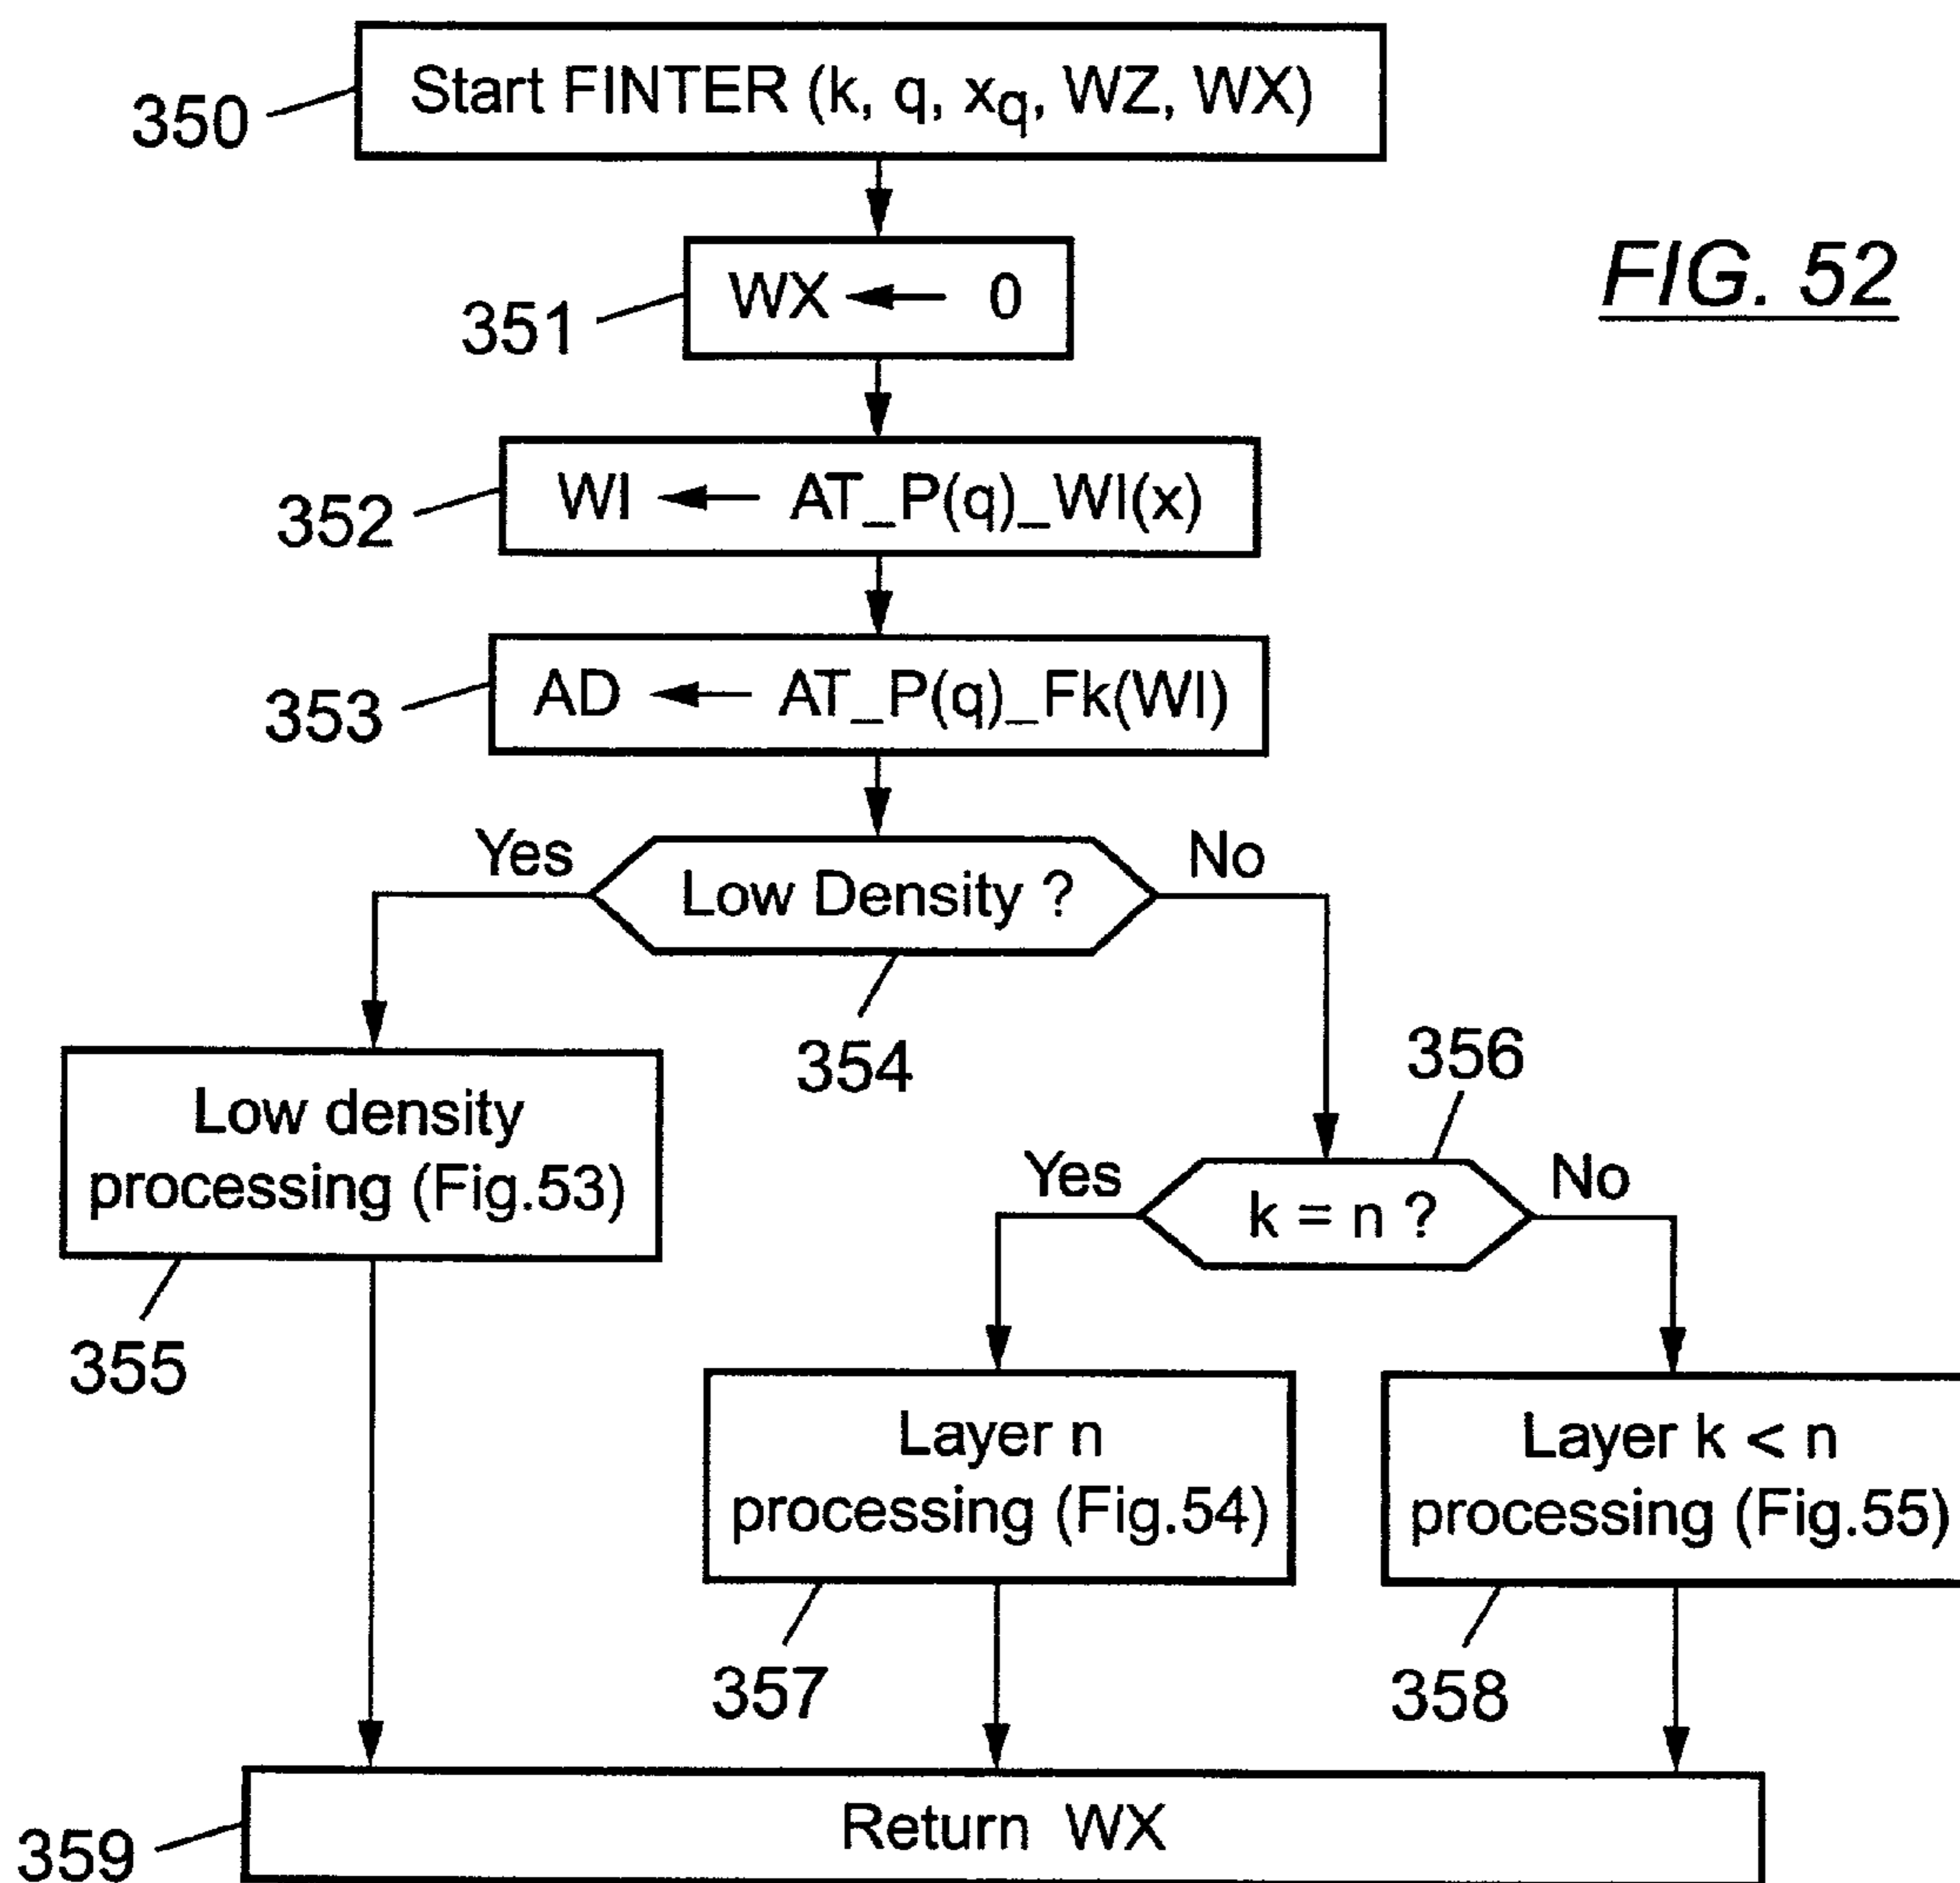 Start FINTER (k, q, xq, WZ, WX)
350
FIG. 52
WX ← 0
351
WI ← AT_P(q)_WI(x)
352
AD ← AT_P(q)_Fk(WI)
353
Yes
Low Density ?
No
354
356
Low density
processing (Fig.53)
355
Yes
k = n ?
No
Layer n
processing (Fig.54)
357
Layer k < n
processing (Fig.55)
358
Return WX
359